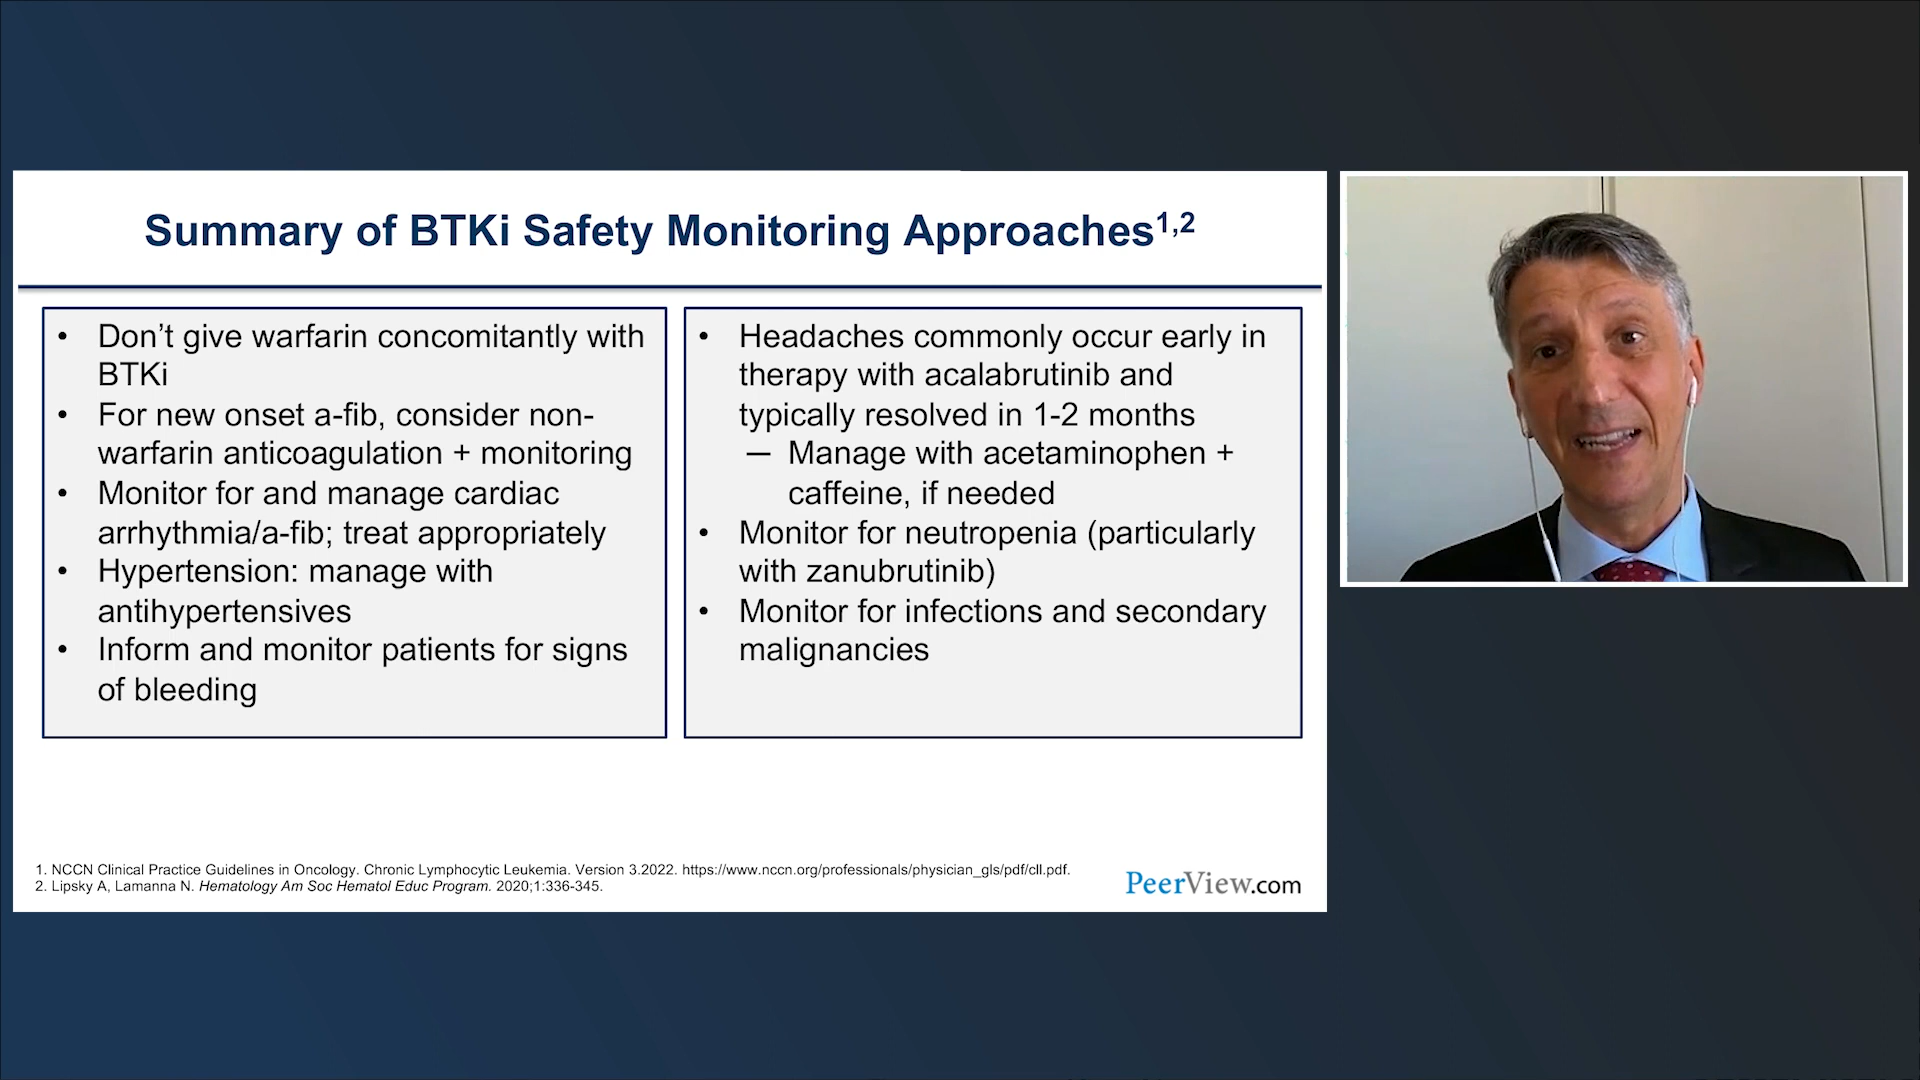 Summary of BTKi Safety Monitoring Approaches1,2
• Don’t give warfarin concomitantly with
BTKi
• For new onset a-fib, consider non-
warfarin anticoagulation + monitoring
• Monitor for and manage cardiac
arrhythmia/a-fib; treat appropriately
• Hypertension: manage with
antihypertensives
• Inform and monitor patients for signs
of bleeding
• Headaches commonly occur early in
therapy with acalabrutinib and
typically resolved in 1-2 months
— Manage with acetaminophen +
caffeine, if needed
• Monitor for neutropenia (particularly
with zanubrutinib)
• Monitor for infections and secondary
malignancies
1. NCCN Clinical Practice Guidelines in Oncology. Chronic Lymphocytic Leukemia. Version 3.2022. https://www.nccn.org/professionals/physician_gls/pdf/cll.pdf.
2. Lipsky A, Lamanna N. Hematology Am Soc Hematol Educ Program. 2020;1:336-345.
PeerView.com